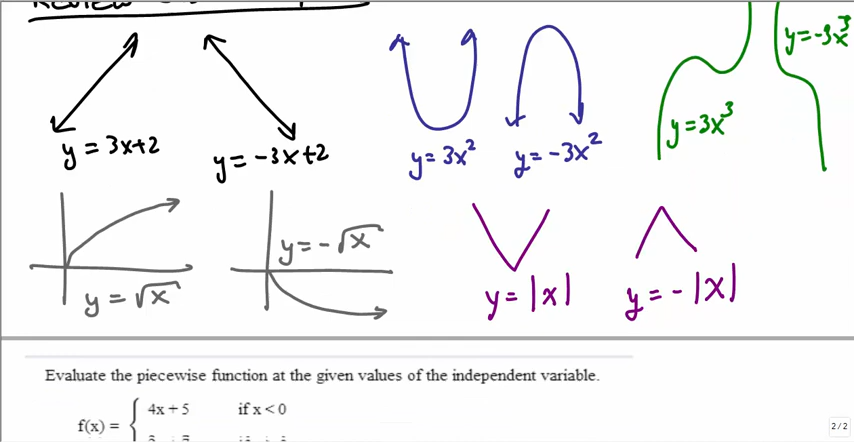 REVIEW
y = 3x+2
y = -3x+2
y = 3x²
y = -3x²
y = 3x³
y = -3x³
y = √x
y = -√x
y = |x|
y = -|x|
Evaluate the piecewise function at the given values of the independent variable.
f(x) = { 4x + 5 if x < 0
2 / 2